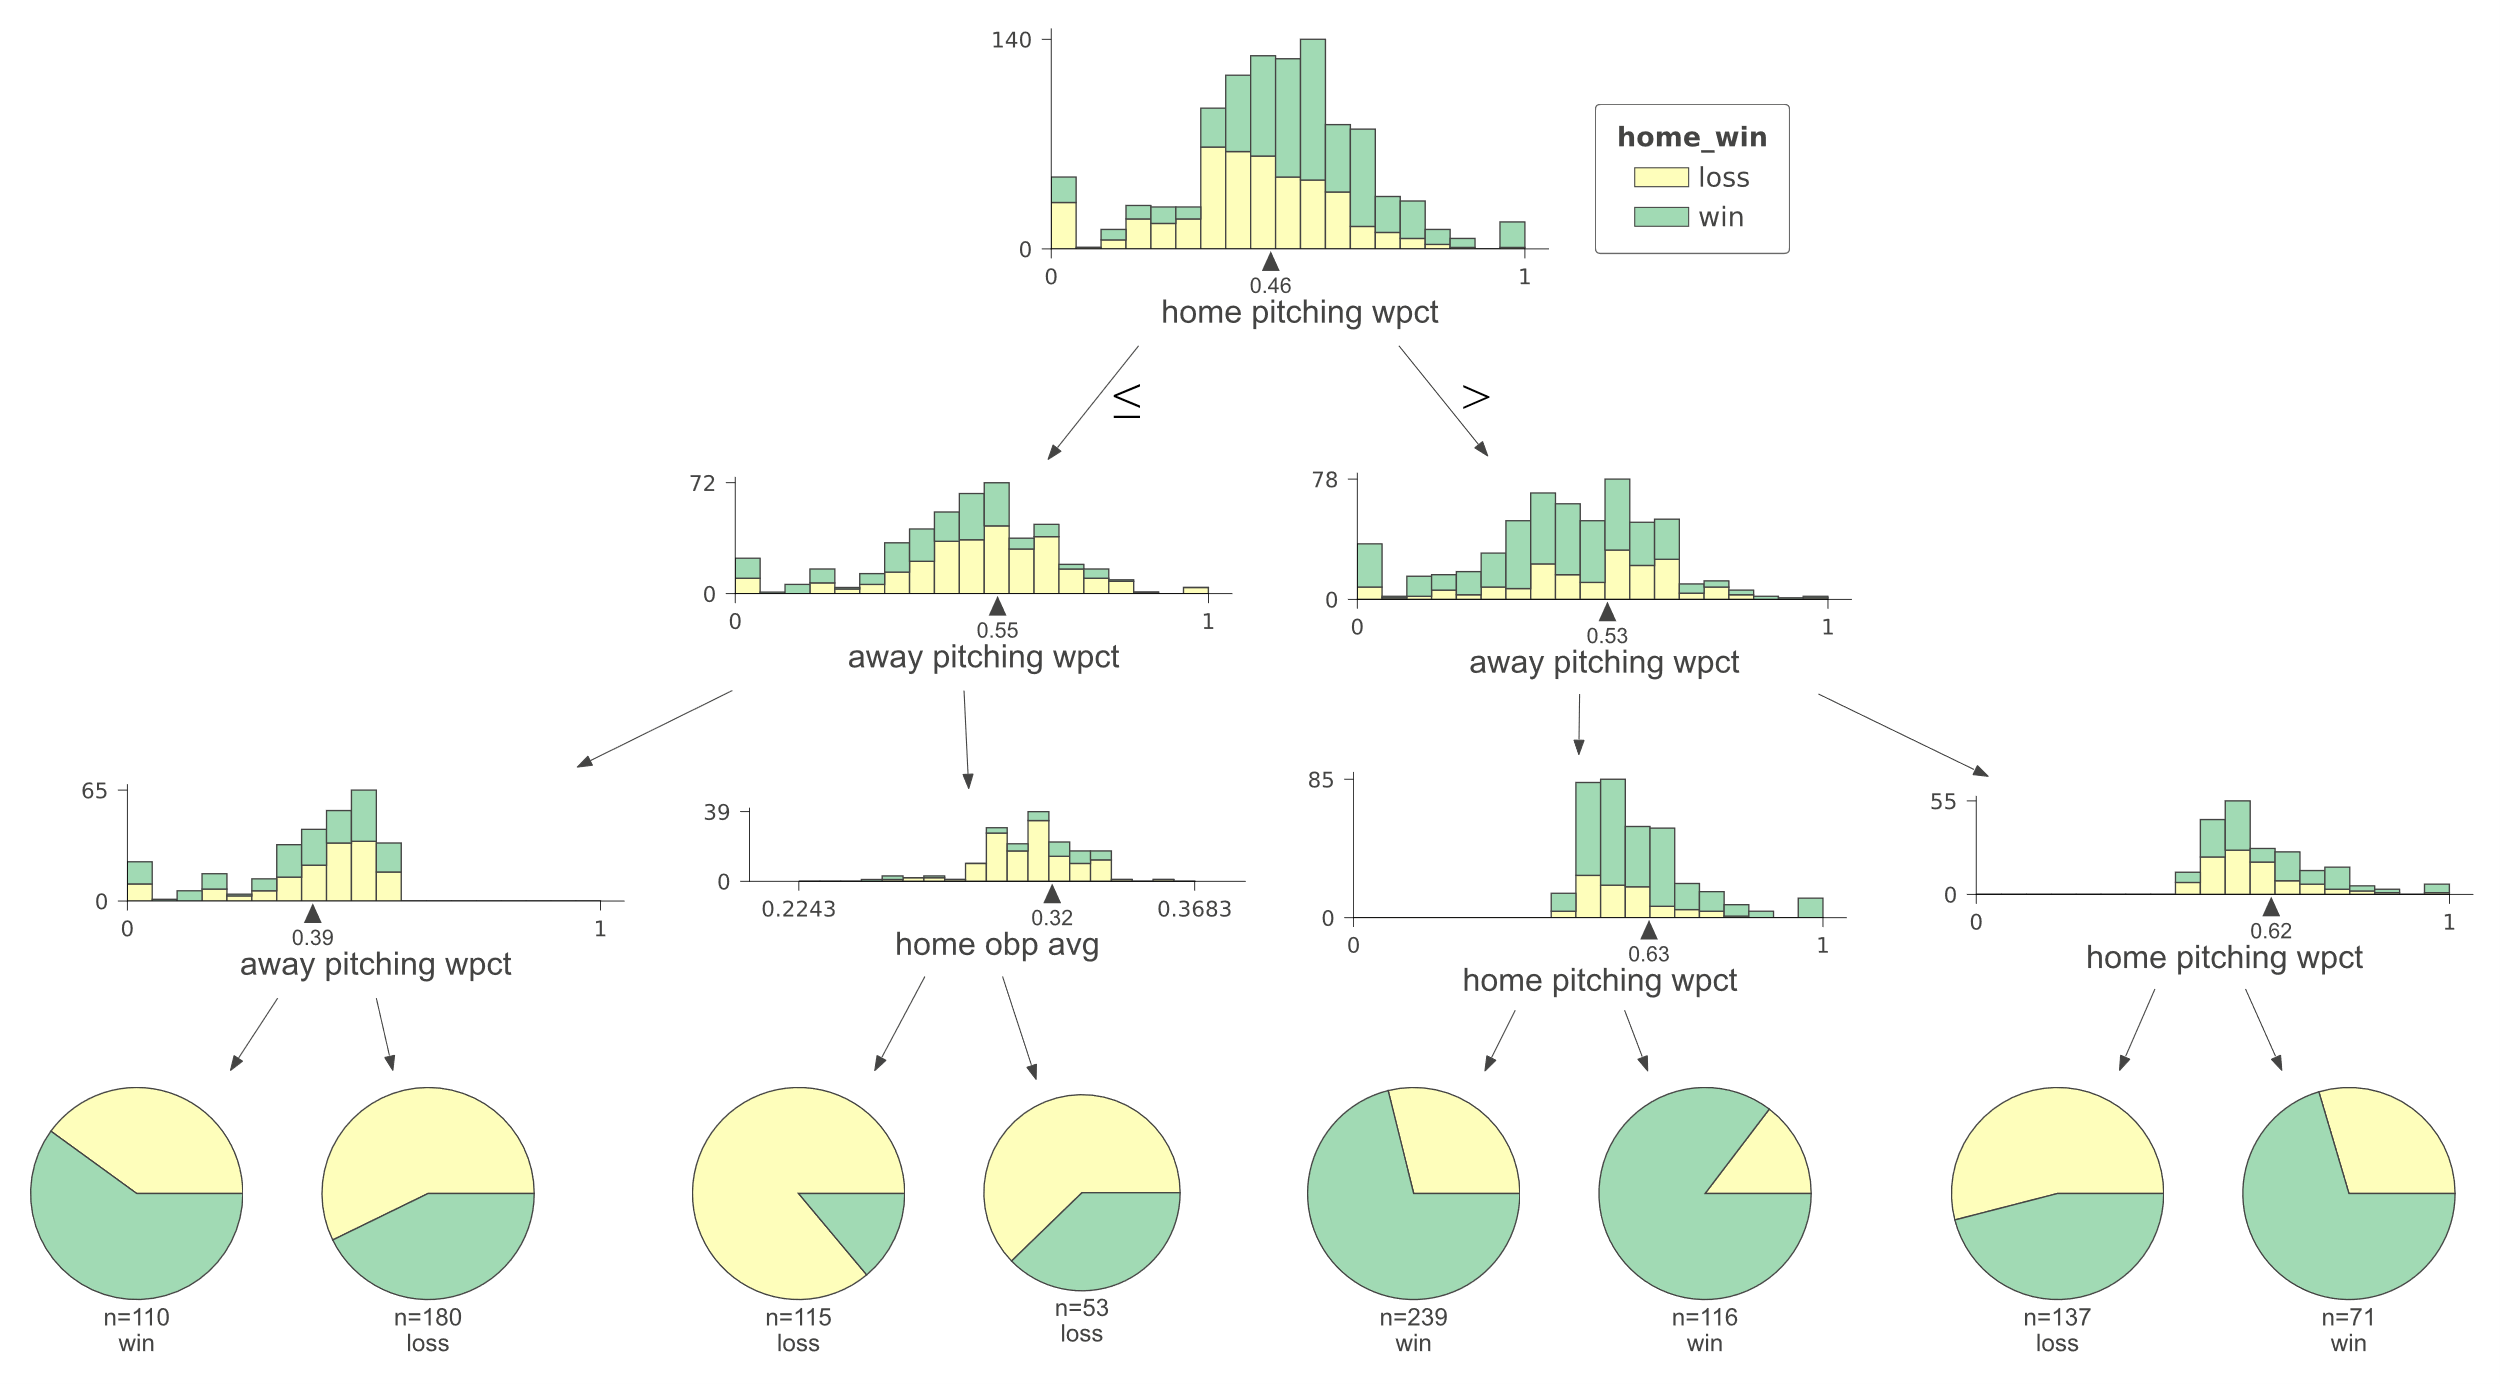 140
0
0
1
0.46
home pitching wpct
home_win
loss
win
≤
>
72
0
0
1
0.55
away pitching wpct
78
0
0
1
0.53
away pitching wpct
65
0
0
1
0.39
away pitching wpct
39
0
0.2243
0.3683
0.32
home obp avg
85
0
0
1
0.63
home pitching wpct
55
0
0
1
0.62
home pitching wpct
n=110
win
n=180
loss
n=115
loss
n=53
loss
n=239
win
n=116
win
n=137
loss
n=71
win